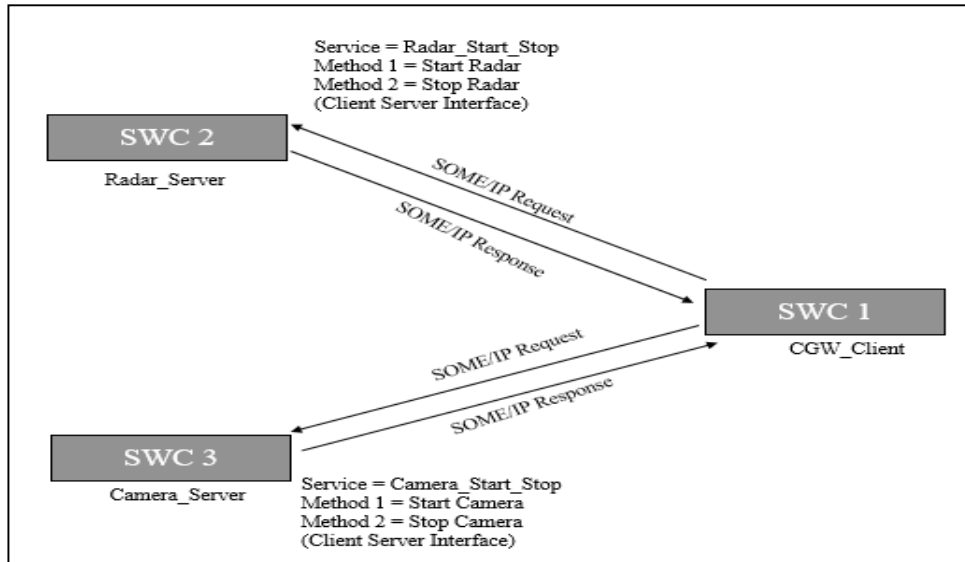 Service = Radar_Start_Stop
Method 1 = Start Radar
Method 2 = Stop Radar
(Client Server Interface)
SWC 2
Radar_Server
SOME/IP Request
SOME/IP Response
SWC 1
CGW_Client
SOME/IP Request
SOME/IP Response
SWC 3
Camera_Server
Service = Camera_Start_Stop
Method 1 = Start Camera
Method 2 = Stop Camera
(Client Server Interface)